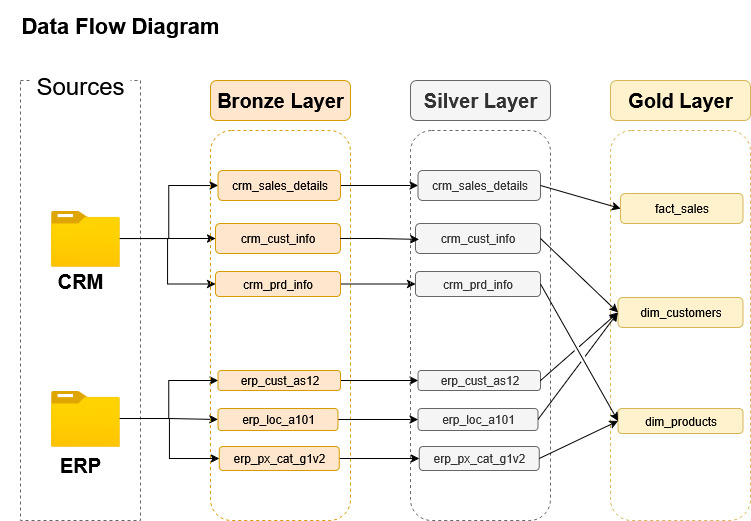 Data Flow Diagram
Sources
Bronze Layer
Silver Layer
Gold Layer
crm_sales_details
crm_sales_details
fact_sales
CRM
crm_cust_info
crm_cust_info
crm_prd_info
crm_prd_info
dim_customers
ERP
erp_cust_as12
erp_cust_as12
erp_loc_a101
erp_loc_a101
dim_products
erp_px_cat_g1v2
erp_px_cat_g1v2